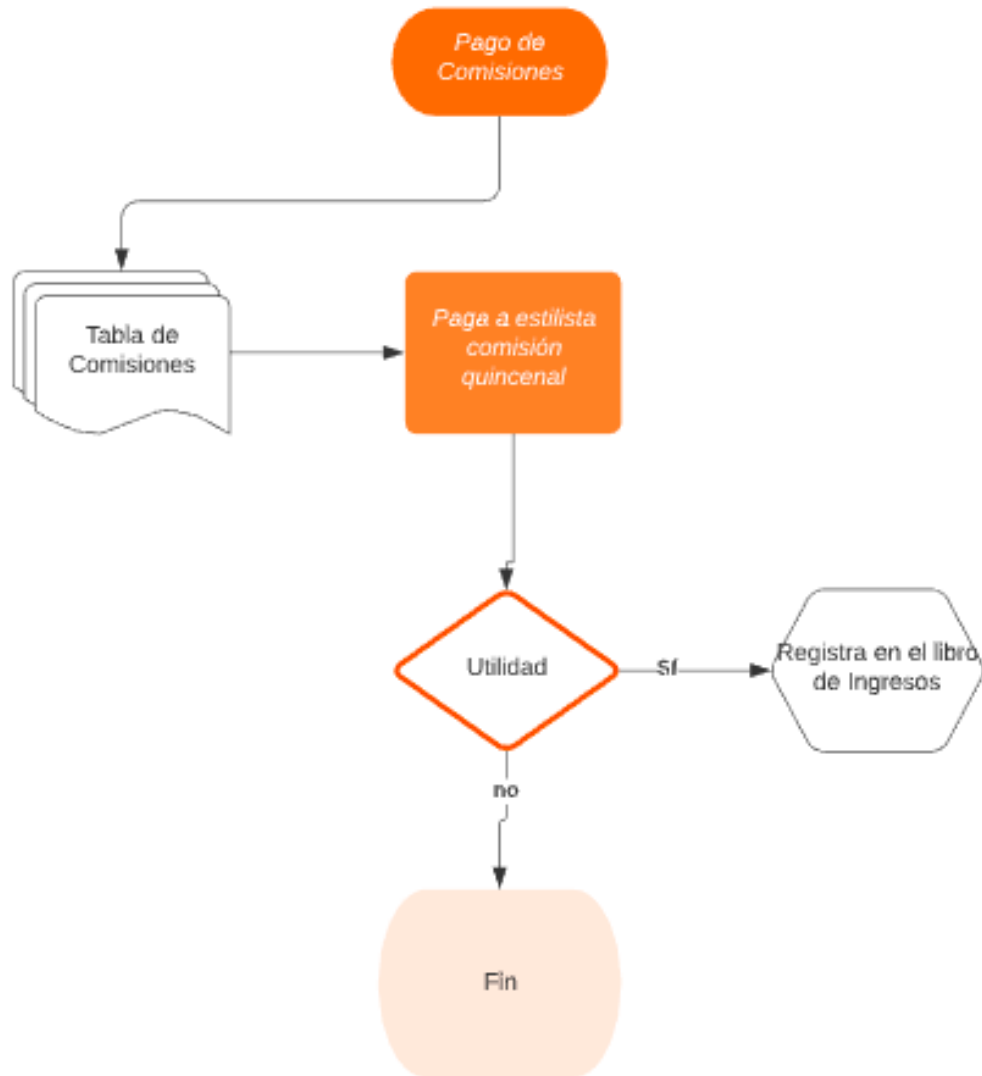 Pago de
Comisiones
Tabla de
Comisiones
Paga a estilista
comisión
quincenal
Utilidad
Sí
Registra en el libro
de Ingresos
no
Fin